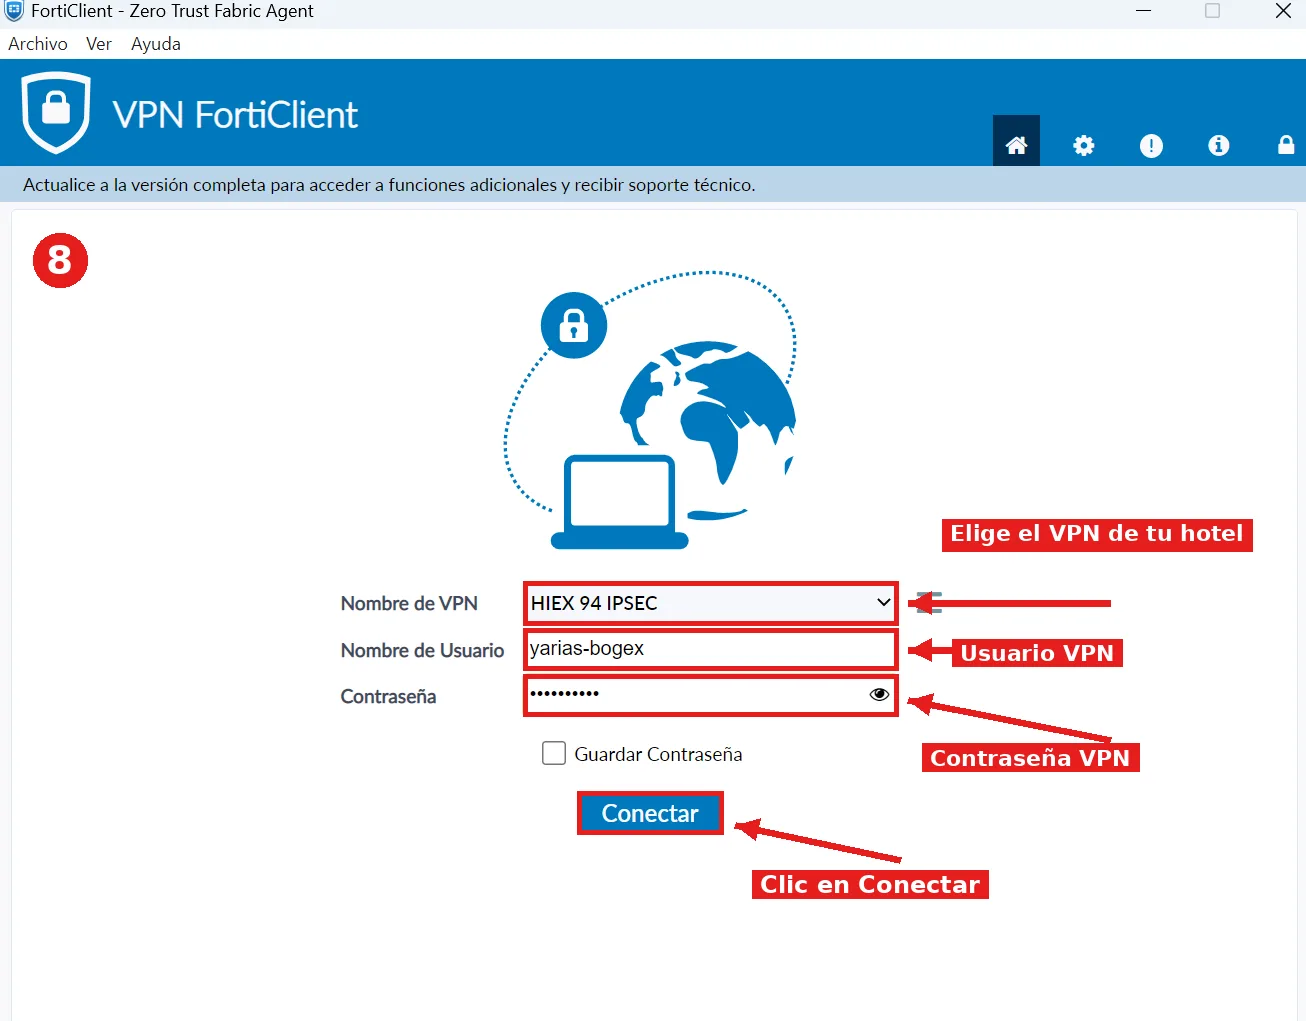 FortiClient - Zero Trust Fabric Agent
Archivo Ver Ayuda
VPN FortiClient
Actualice a la versión completa para acceder a funciones adicionales y recibir soporte técnico.
8
Elige el VPN de tu hotel
Nombre de VPN HIEX 94 IPSEC
Nombre de Usuario yarias-bogex Usuario VPN
Contraseña ••••••••••
Guardar Contraseña Contraseña VPN
Conectar
Clic en Conectar